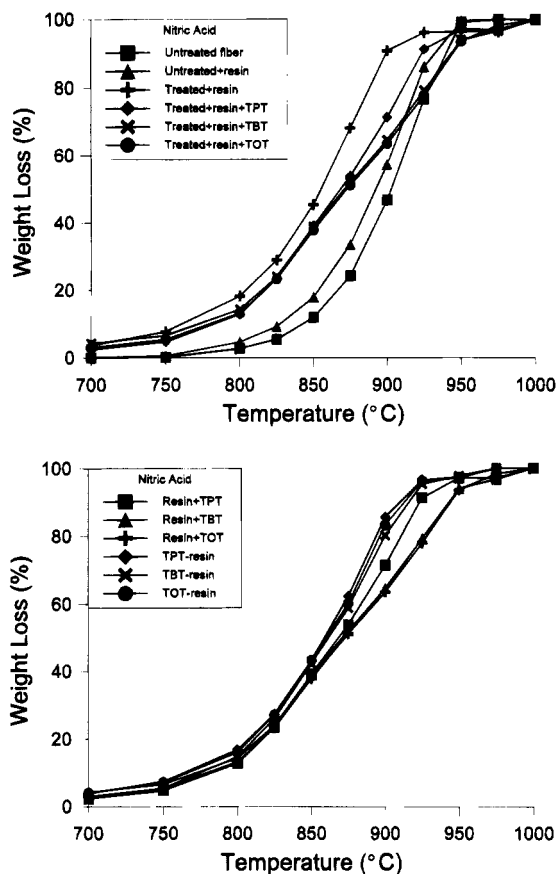 Nitric Acid
Untreated fiber
Untreated+resin
Treated+resin
Treated+resin+TPT
Treated+resin+TBT
Treated+resin+TOT
Weight Loss (%)
100
80
60
40
20
0
700 750 800 850 900 950 1000
Temperature (°C)
Nitric Acid
Resin+TPT
Resin+TBT
Resin+TOT
TPT-resin
TBT-resin
TOT-resin
Weight Loss (%)
100
80
60
40
20
0
700 750 800 850 900 950 1000
Temperature (°C)